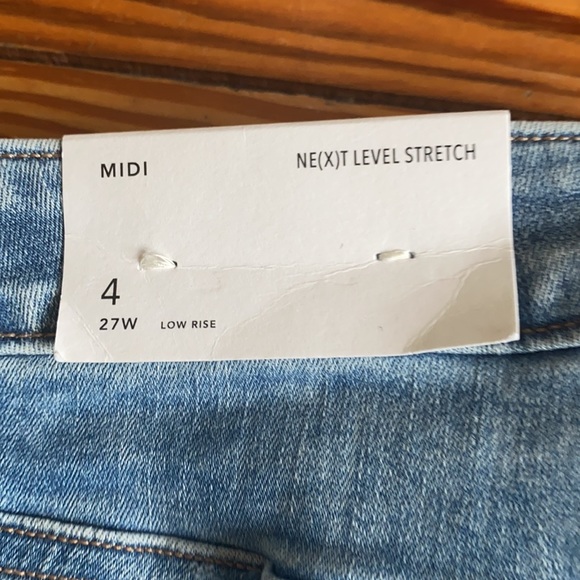 MIDI
NE(X)T LEVEL STRETCH
4
27W LOW RISE